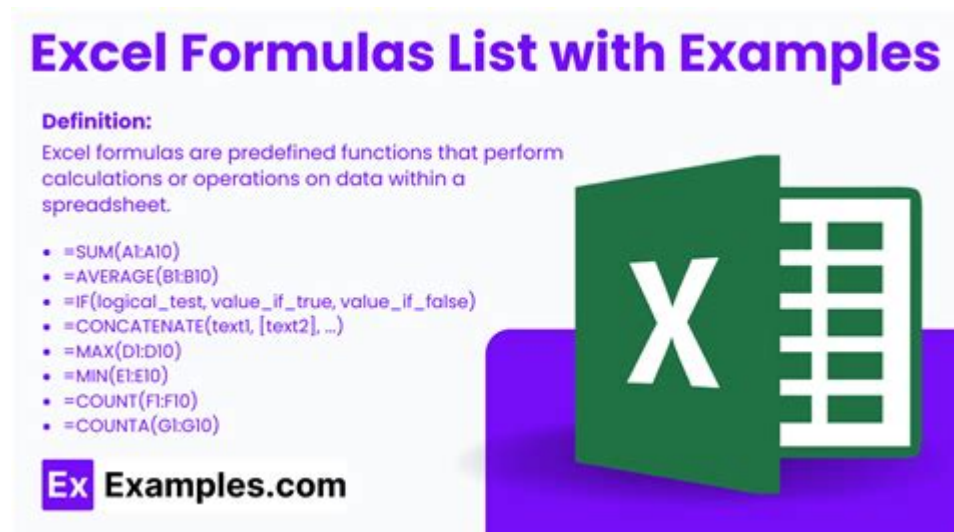 Excel Formulas List with Examples
Definition:
Excel formulas are predefined functions that perform
calculations or operations on data within a
spreadsheet.
• =SUM(A1:A10)
• =AVERAGE(B1:B10)
• =IF(logical_test, value_if_true, value_if_false)
• =CONCATENATE(text1, [text2], ...)
• =MAX(D1:D10)
• =MIN(E1:E10)
• =COUNT(F1:F10)
• =COUNTA(G1:G10)
X
Ex Examples.com